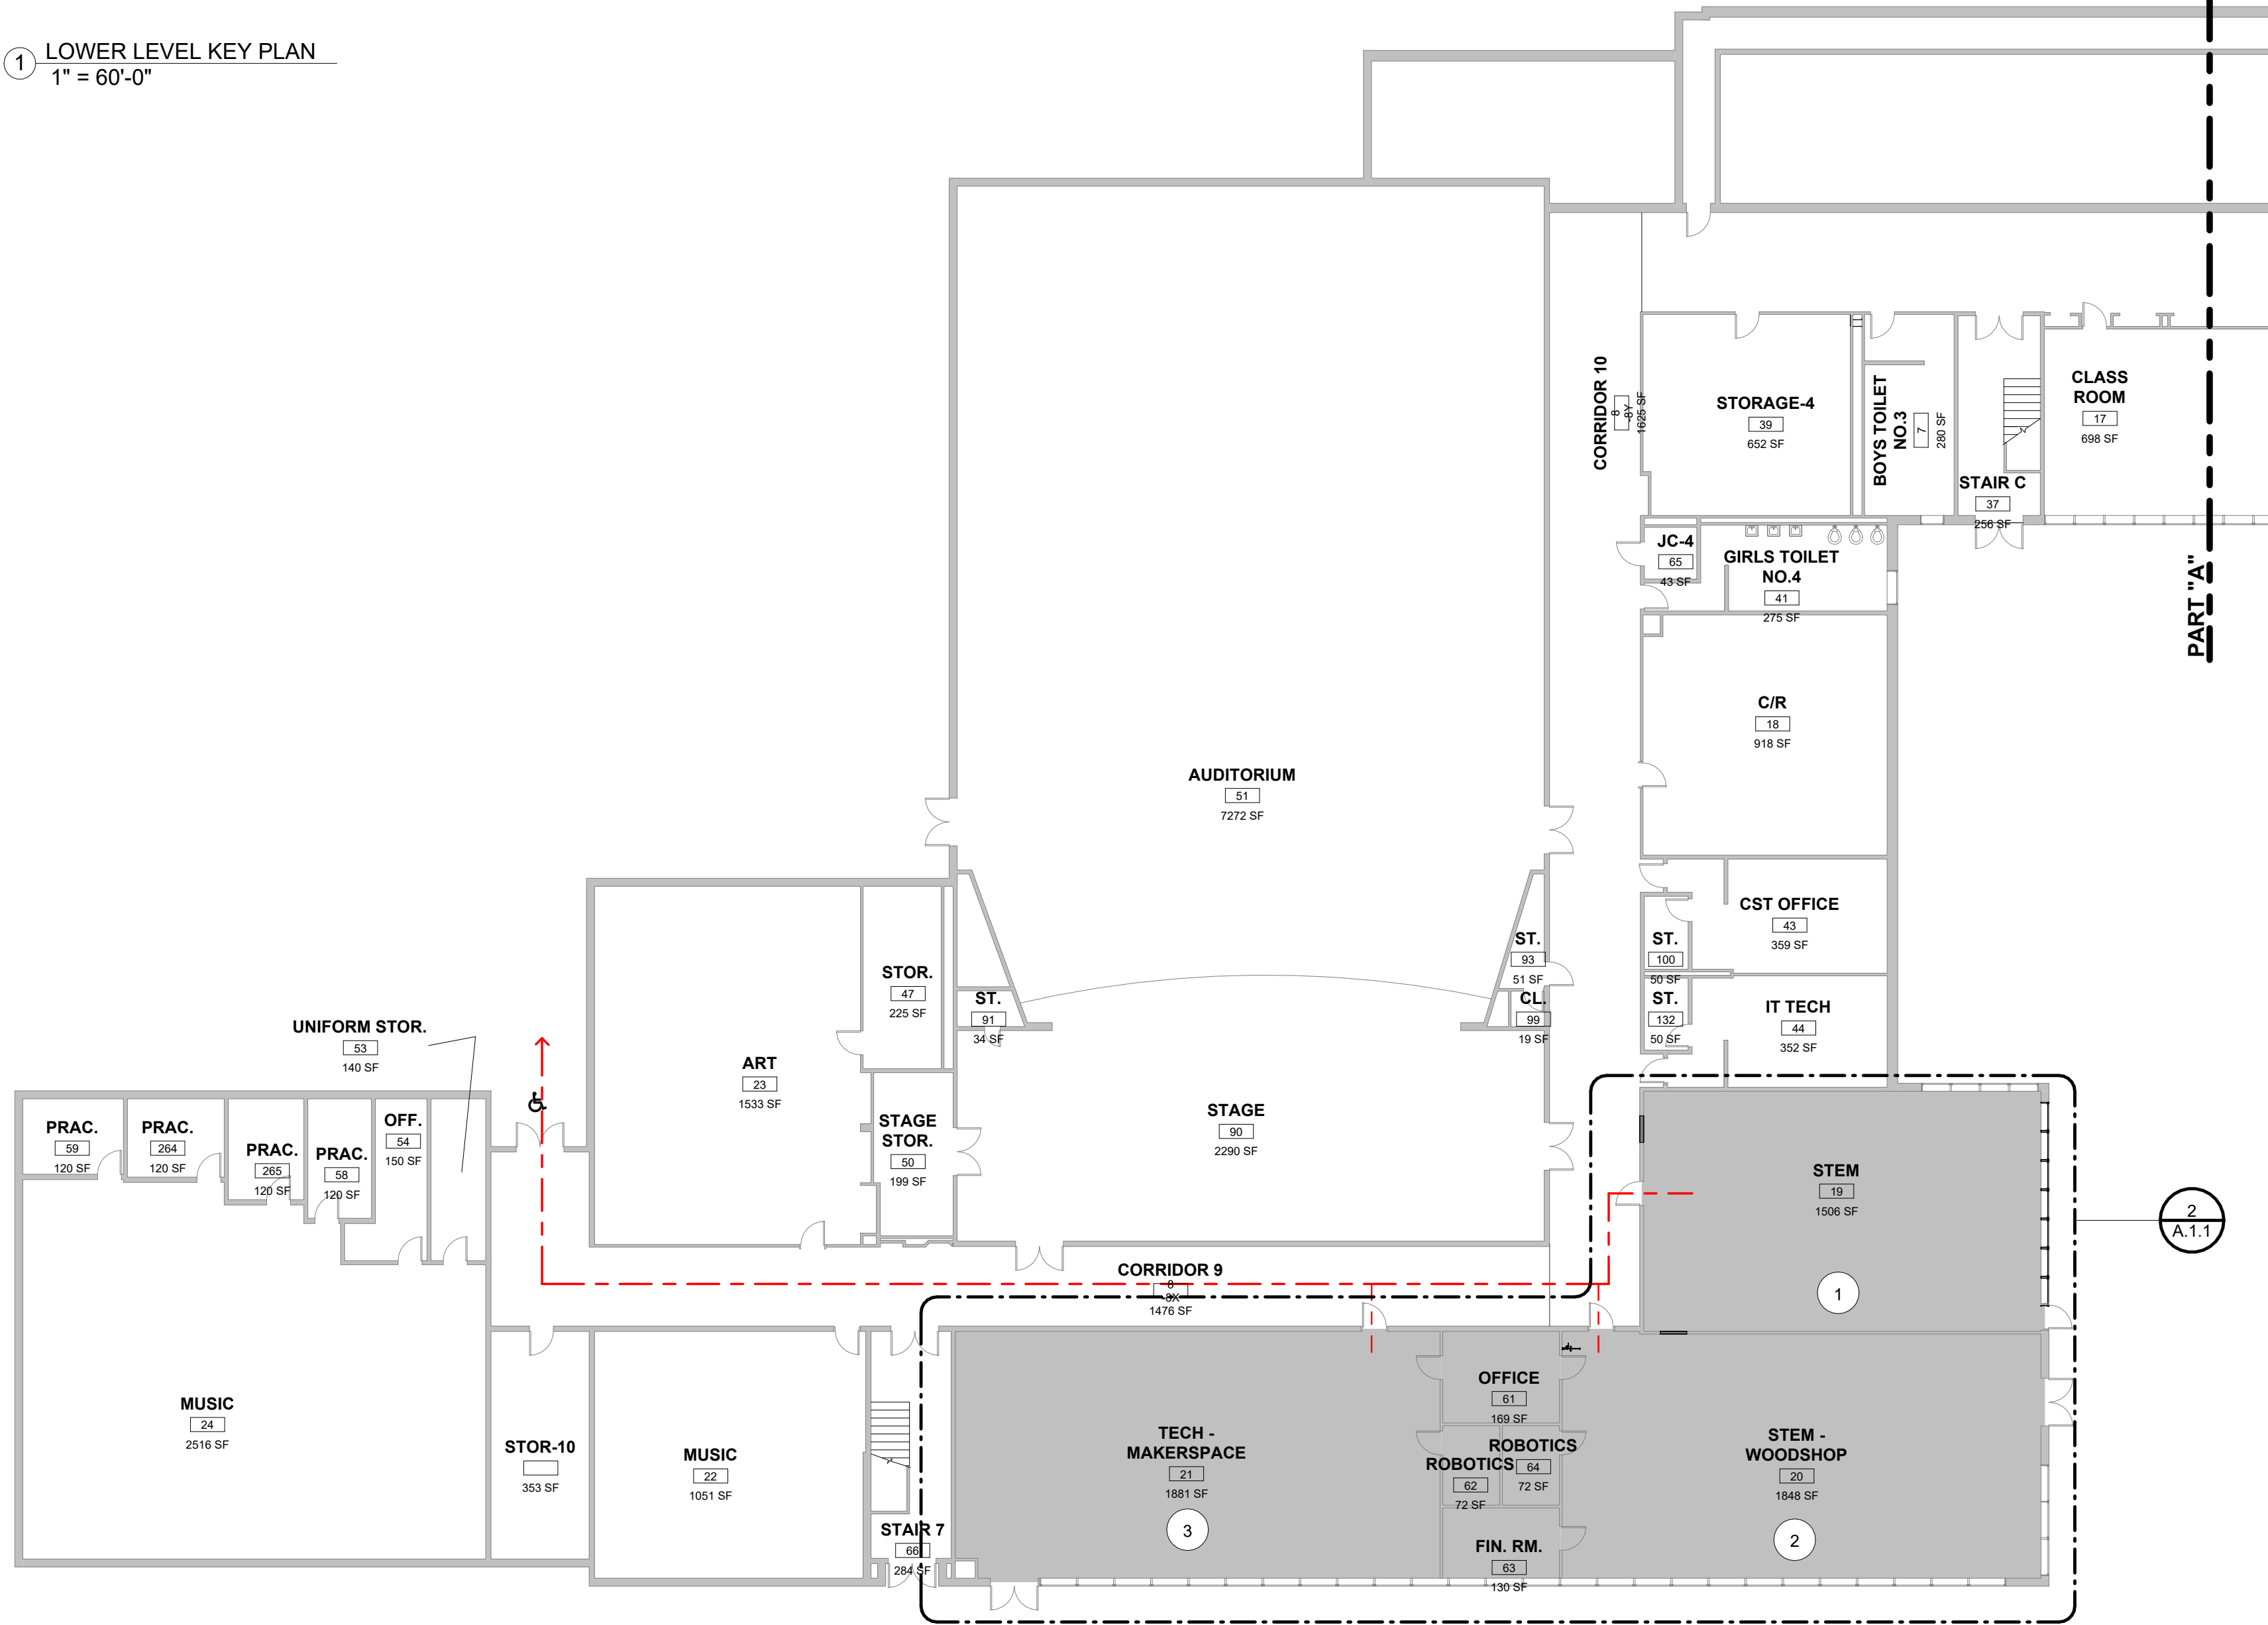 1
LOWER LEVEL KEY PLAN
1" = 60'-0"
CORRIDOR 10
8
-8Y
1625 SF
STORAGE-4
39
652 SF
BOYS TOILET
NO.3
7
280 SF
STAIR C
37
256 SF
CLASS
ROOM
17
698 SF
PART "A"
JC-4
65
43 SF
GIRLS TOILET
NO.4
41
275 SF
C/R
18
918 SF
AUDITORIUM
51
7272 SF
CST OFFICE
43
359 SF
ST.
93
51 SF
ST.
100
50 SF
STOR.
47
225 SF
ST.
91
34 SF
CL.
99
19 SF
ST.
132
50 SF
IT TECH
44
352 SF
UNIFORM STOR.
53
140 SF
ART
23
1533 SF
STAGE
STOR.
50
199 SF
STAGE
90
2290 SF
PRAC.
59
120 SF
PRAC.
264
120 SF
PRAC.
265
120 SF
PRAC.
58
120 SF
OFF.
54
150 SF
STEM
19
1506 SF
1
2
A.1.1
CORRIDOR 9
8
-8X
1476 SF
MUSIC
24
2516 SF
STOR-10
353 SF
MUSIC
22
1051 SF
STAIR 7
66
284 SF
TECH -
MAKERSPACE
21
1881 SF
3
OFFICE
61
169 SF
ROBOTICS
62
72 SF
ROBOTICS
64
72 SF
FIN. RM.
63
130 SF
STEM -
WOODSHOP
20
1848 SF
2